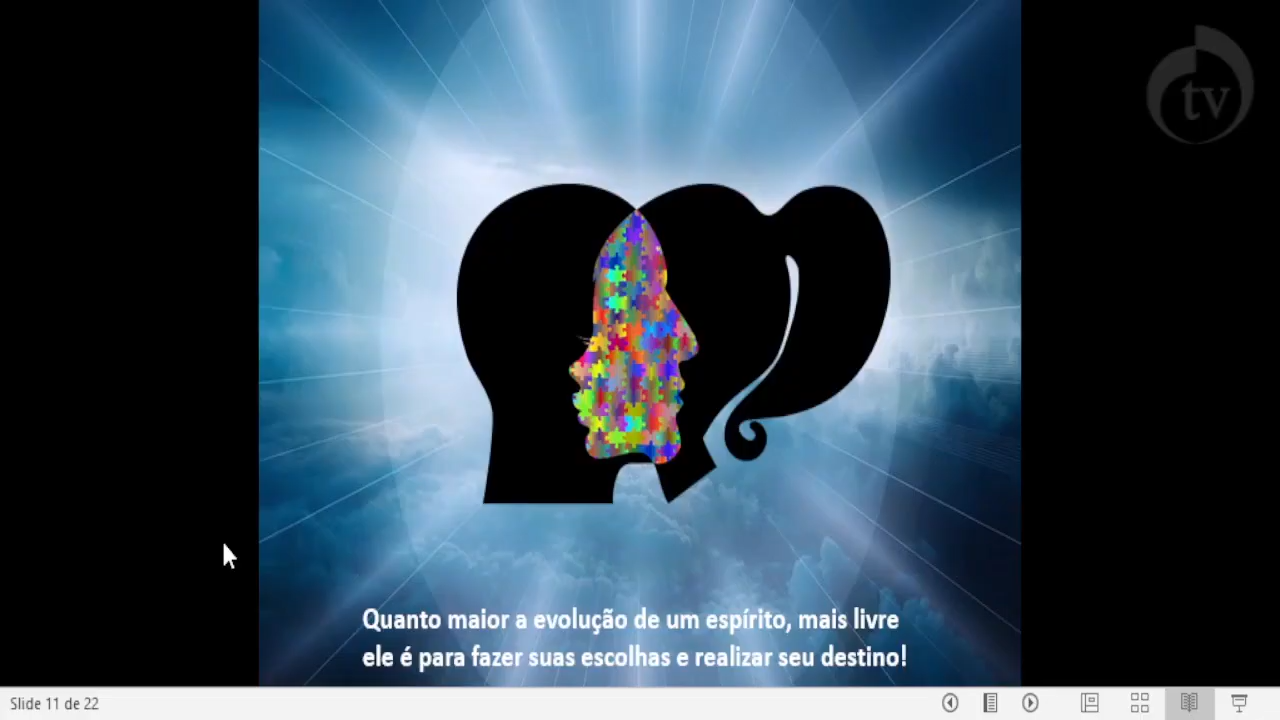 tv
Quanto maior a evolução de um espírito, mais livre
ele é para fazer suas escolhas e realizar seu destino!
Slide 11 de 22